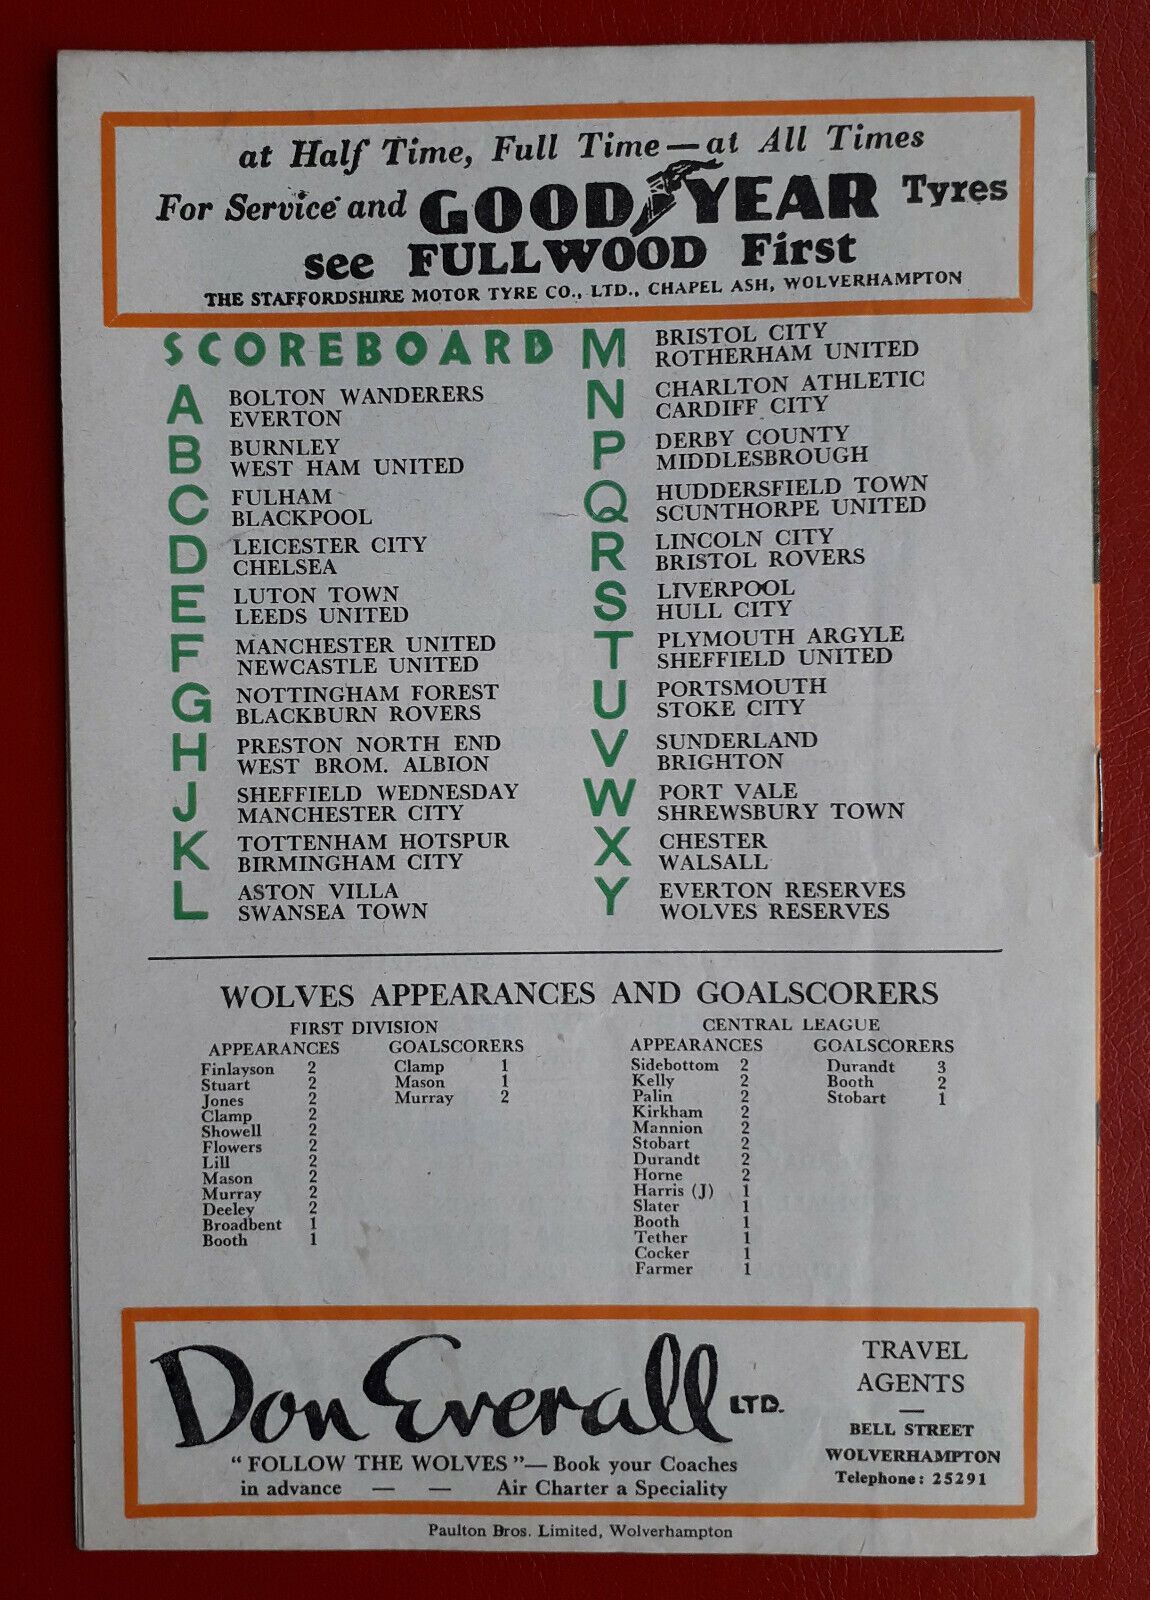 at Half Time, Full Time — at All Times
For Service and GOODYEAR Tyres
see FULLWOOD First
THE STAFFORDSHIRE MOTOR TYRE CO., LTD., CHAPEL ASH, WOLVERHAMPTON
SCOREBOARD
A BOLTON WANDERERS
EVERTON
B BURNLEY
WEST HAM UNITED
C FULHAM
BLACKPOOL
D LEICESTER CITY
CHELSEA
E LUTON TOWN
LEEDS UNITED
F MANCHESTER UNITED
NEWCASTLE UNITED
G NOTTINGHAM FOREST
BLACKBURN ROVERS
H PRESTON NORTH END
WEST BROM. ALBION
J SHEFFIELD WEDNESDAY
MANCHESTER CITY
K TOTTENHAM HOTSPUR
BIRMINGHAM CITY
L ASTON VILLA
SWANSEA TOWN
M BRISTOL CITY
ROTHERHAM UNITED
N CHARLTON ATHLETIC
CARDIFF CITY
P DERBY COUNTY
MIDDLESBROUGH
Q HUDDERSFIELD TOWN
SCUNTHORPE UNITED
R LINCOLN CITY
BRISTOL ROVERS
S LIVERPOOL
HULL CITY
T PLYMOUTH ARGYLE
SHEFFIELD UNITED
U PORTSMOUTH
STOKE CITY
V SUNDERLAND
BRIGHTON
W PORT VALE
SHREWSBURY TOWN
X CHESTER
WALSALL
Y EVERTON RESERVES
WOLVES RESERVES
WOLVES APPEARANCES AND GOALSCORERS
FIRST DIVISION
APPEARANCES
Finlayson 2
Stuart 2
Jones 2
Clamp 2
Showell 2
Flowers 2
Lill 2
Mason 2
Murray 2
Deeley 2
Broadbent 1
Booth 1
GOALSCORERS
Clamp 1
Mason 1
Murray 2
CENTRAL LEAGUE
APPEARANCES
Sidebottom 2
Kelly 2
Palin 2
Kirkham 2
Mannion 2
Stobart 2
Durandt 2
Horne 2
Harris (J) 1
Slater 1
Booth 1
Tether 1
Cocker 1
Farmer 1
GOALSCORERS
Durandt 3
Booth 2
Stobart 1
Don Everall LTD.
"FOLLOW THE WOLVES"— Book your Coaches
in advance — — Air Charter a Speciality
TRAVEL
AGENTS
—
BELL STREET
WOLVERHAMPTON
Telephone: 25291
Paulton Bros. Limited, Wolverhampton